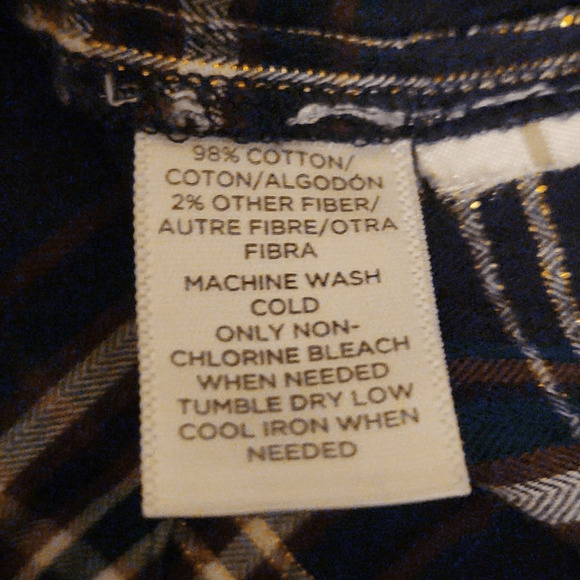 98% COTTON/
COTON/ALGODÓN
2% OTHER FIBER/
AUTRE FIBRE/OTRA
FIBRA
MACHINE WASH
COLD
ONLY NON-
CHLORINE BLEACH
WHEN NEEDED
TUMBLE DRY LOW
COOL IRON WHEN
NEEDED